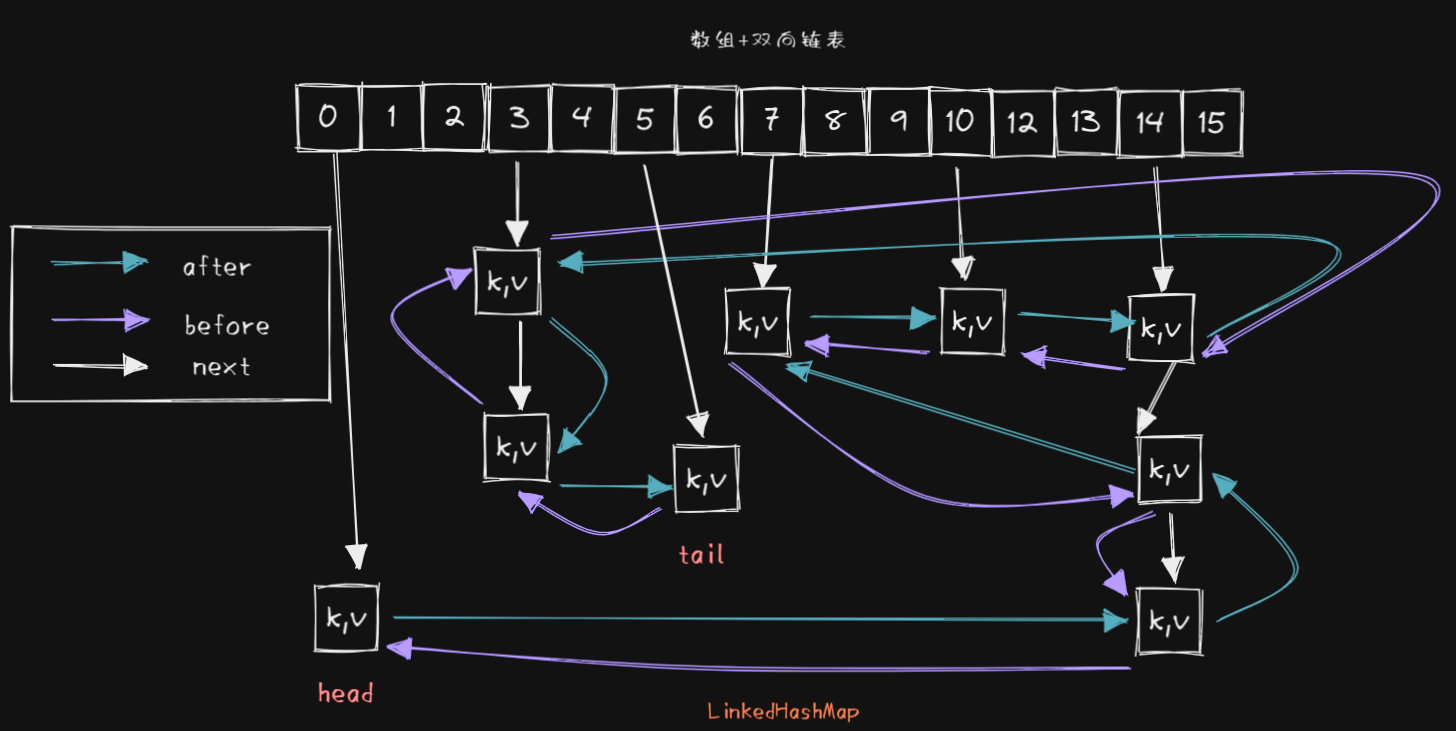 数组+双向链表
0 1 2 3 4 5 6 7 8 9 10 12 13 14 15
after
before
next
k,v
k,v
k,v
k,v
k,v
k,v
k,v
tail
k,v
k,v
head
LinkedHashMap